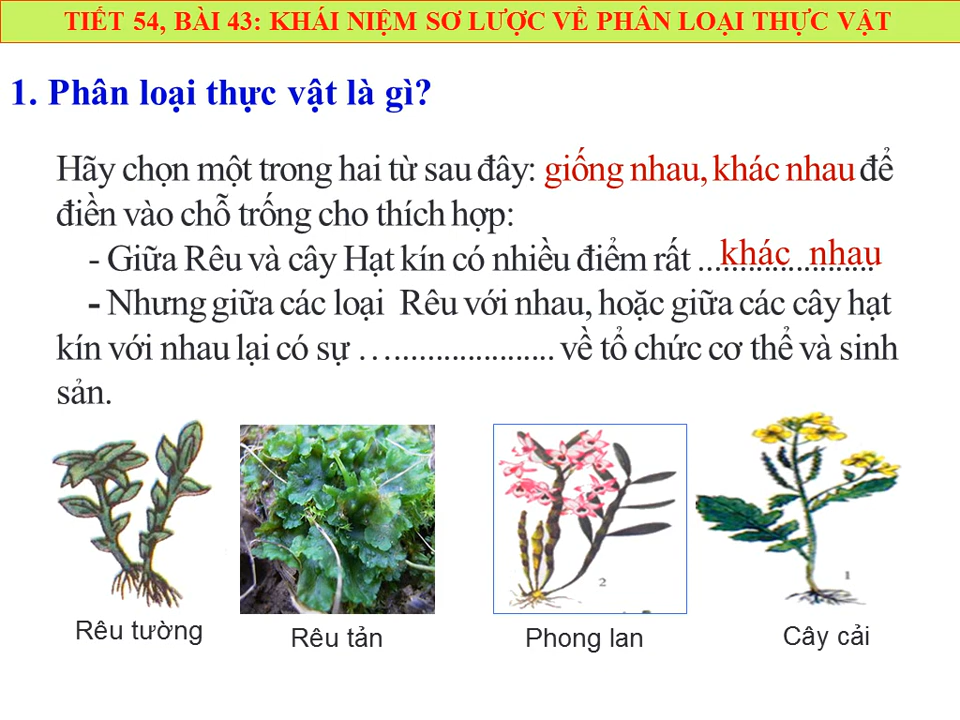 TIẾT 54, BÀI 43: KHÁI NIỆM SƠ LƯỢC VỀ PHÂN LOẠI THỰC VẬT
1. Phân loại thực vật là gì?
Hãy chọn một trong hai từ sau đây: giống nhau, khác nhau để
điền vào chỗ trống cho thích hợp:
- Giữa Rêu và cây Hạt kín có nhiều điểm rất ...................... khác nhau
- Nhưng giữa các loại Rêu với nhau, hoặc giữa các cây hạt
kín với nhau lại có sự …..................... về tổ chức cơ thể và sinh
sản.
2
1
Rêu tường
Rêu tản
Phong lan
Cây cải